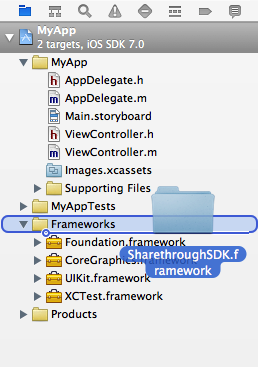 MyApp
2 targets, iOS SDK 7.0
MyApp
AppDelegate.h
AppDelegate.m
Main.storyboard
ViewController.h
ViewController.m
Images.xcassets
Supporting Files
MyAppTests
Frameworks
Foundation.framework
SharethroughSDK.f
ramework
CoreGraphics.framework
UIKit.framework
XCTest.framework
Products